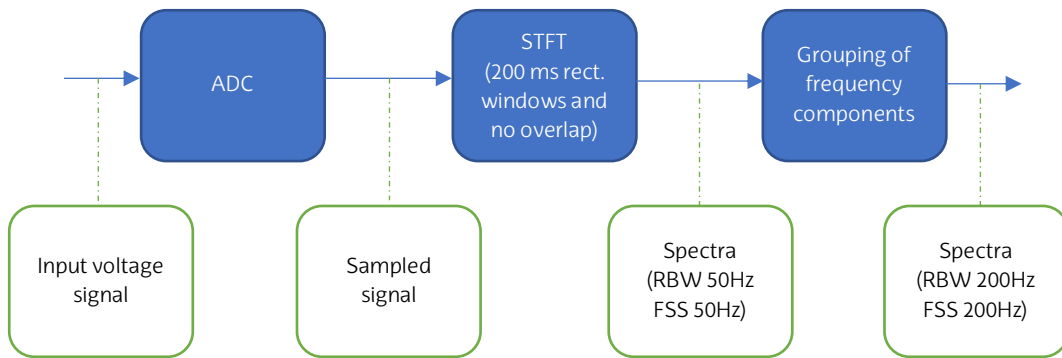 ADC
STFT
(200 ms rect.
windows and
no overlap)
Grouping of
frequency
components
Input voltage
signal
Sampled
signal
Spectra
(RBW 50Hz
FSS 50Hz)
Spectra
(RBW 200Hz
FSS 200Hz)